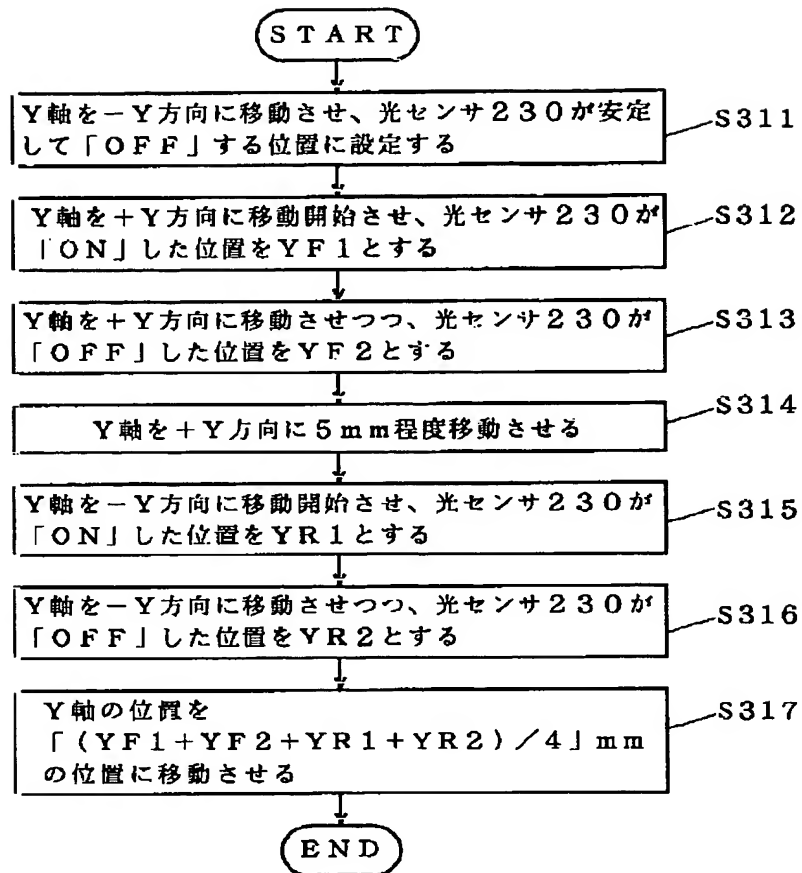 START
Y軸を－Y方向に移動させ、光センサ230が安定
して「OFF」する位置に設定する
S311
Y軸を＋Y方向に移動開始させ、光センサ230が
「ON」した位置をYF1とする
S312
Y軸を＋Y方向に移動させつつ、光センサ230が
「OFF」した位置をYF2とする
S313
Y軸を＋Y方向に5mm程度移動させる
S314
Y軸を－Y方向に移動開始させ、光センサ230が
「ON」した位置をYR1とする
S315
Y軸を－Y方向に移動させつつ、光センサ230が
「OFF」した位置をYR2とする
S316
Y軸の位置を
「(YF1＋YF2＋YR1＋YR2)／4」mm
の位置に移動させる
S317
END